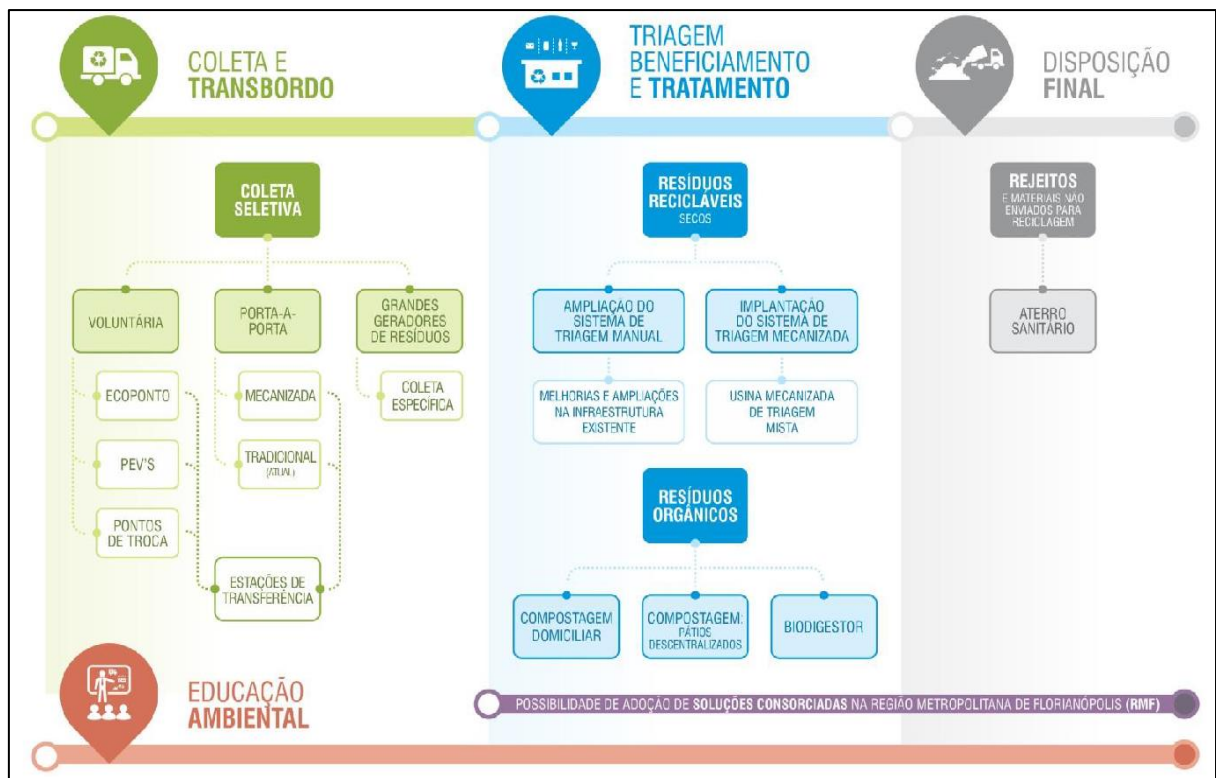 COLETA E
TRANSBORDO
TRIAGEM
BENEFICIAMENTO
E TRATAMENTO
DISPOSIÇÃO
FINAL
COLETA
SELETIVA
VOLUNTÁRIA
PORTA-A-
PORTA
GRANDES
GERADORES
DE RESÍDUOS
ECOPONTO
PEV'S
PONTOS
DE TROCA
MECANIZADA
TRADICIONAL
(ATUAL)
COLETA
ESPECÍFICA
ESTAÇÕES DE
TRANSFERÊNCIA
RESÍDUOS
RECICLÁVEIS
SECOS
AMPLIAÇÃO DO
SISTEMA DE
TRIAGEM MANUAL
IMPLANTAÇÃO
DO SISTEMA DE
TRIAGEM MECANIZADA
MELHORIAS E AMPLIAÇÕES
NA INFRAESTRUTURA
EXISTENTE
USINA MECANIZADA
DE TRIAGEM
MISTA
RESÍDUOS
ORGÂNICOS
COMPOSTAGEM
DOMICILIAR
COMPOSTAGEM:
PÁTIOS
DESCENTRALIZADOS
BIODIGESTOR
REJEITOS
E MATERIAIS NÃO
ENVIADOS PARA
RECICLAGEM
ATERRO
SANITÁRIO
EDUCAÇÃO
AMBIENTAL
POSSIBILIDADE DE ADOÇÃO DE SOLUÇÕES CONSORCIADAS NA REGIÃO METROPOLITANA DE FLORIANÓPOLIS (RMF)